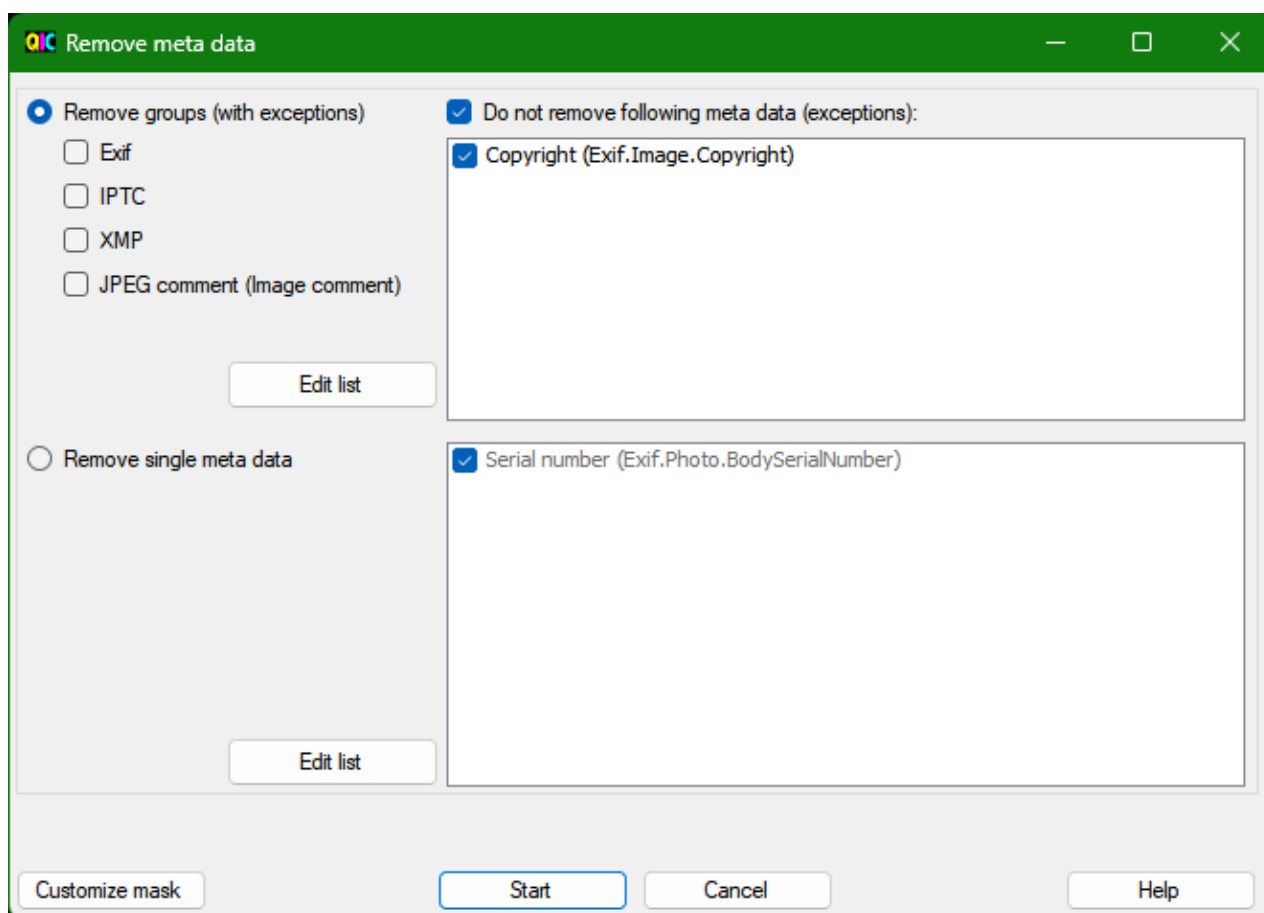 QIC Remove meta data
Remove groups (with exceptions)
Exif
IPTC
XMP
JPEG comment (Image comment)
Edit list
Do not remove following meta data (exceptions):
Copyright (Exif.Image.Copyright)
Remove single meta data
Edit list
Serial number (Exif.Photo.BodySerialNumber)
Customize mask
Start
Cancel
Help